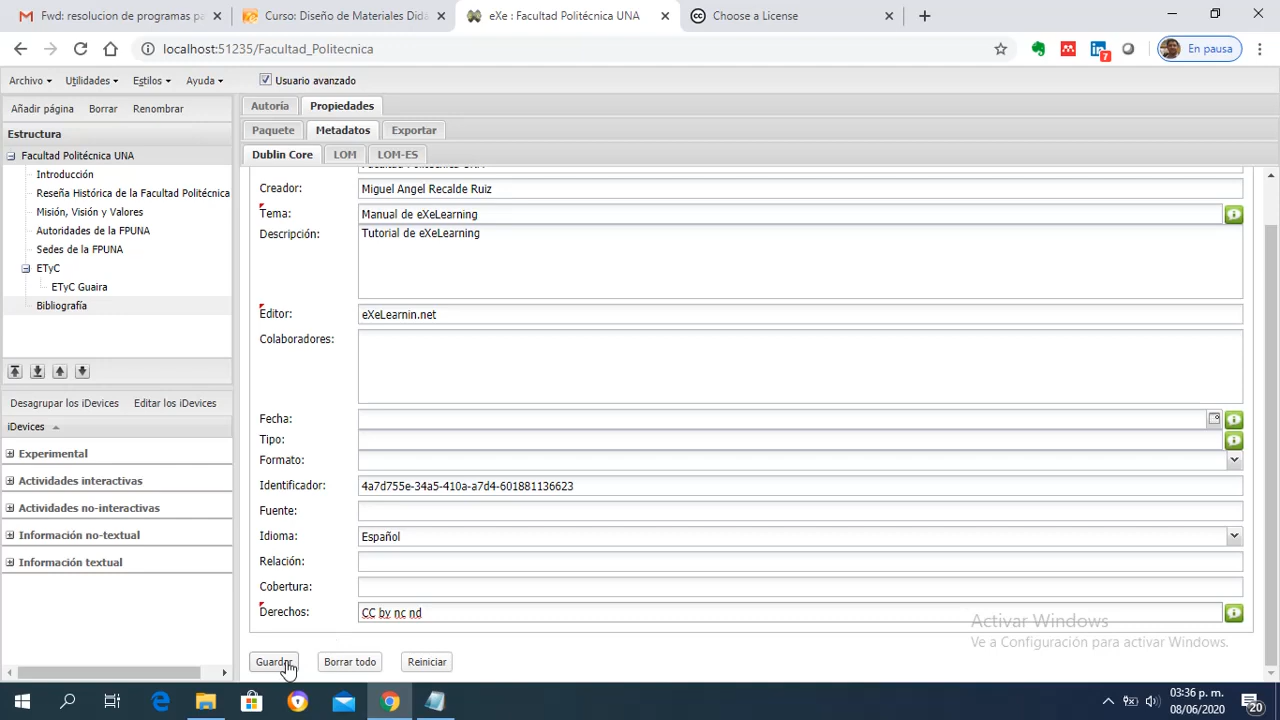 Fwd: resolucion de programas pa
Curso: Diseño de Materiales Didá
eXe : Facultad Politécnica UNA
Choose a License
localhost:51235/Facultad_Politecnica
7
En pausa
Archivo
Utilidades
Estilos
Ayuda
Usuario avanzado
Añadir página
Borrar
Renombrar
Autoría
Propiedades
Estructura
Paquete
Metadatos
Exportar
Facultad Politécnica UNA
Dublin Core
LOM
LOM-ES
Introducción
Reseña Histórica de la Facultad Politécnica
Misión, Visión y Valores
Autoridades de la FPUNA
Sedes de la FPUNA
ETyC
ETyC Guaira
Bibliografía
Creador:
Miguel Angel Recalde Ruiz
Tema:
Manual de eXeLearning
Descripción:
Tutorial de eXeLearning
Editor:
eXeLearnin.net
Colaboradores:
Fecha:
Tipo:
Formato:
Identificador:
4a7d755e-34a5-410a-a7d4-601881136623
Fuente:
Idioma:
Español
Relación:
Cobertura:
Derechos:
CC by nc nd
Desagrupar los iDevices
Editar los iDevices
iDevices
Experimental
Actividades interactivas
Actividades no-interactivas
Información no-textual
Información textual
Guardar
Borrar todo
Reiniciar
Activar Windows
Ve a Configuración para activar Windows.
03:36 p. m.
08/06/2020
20